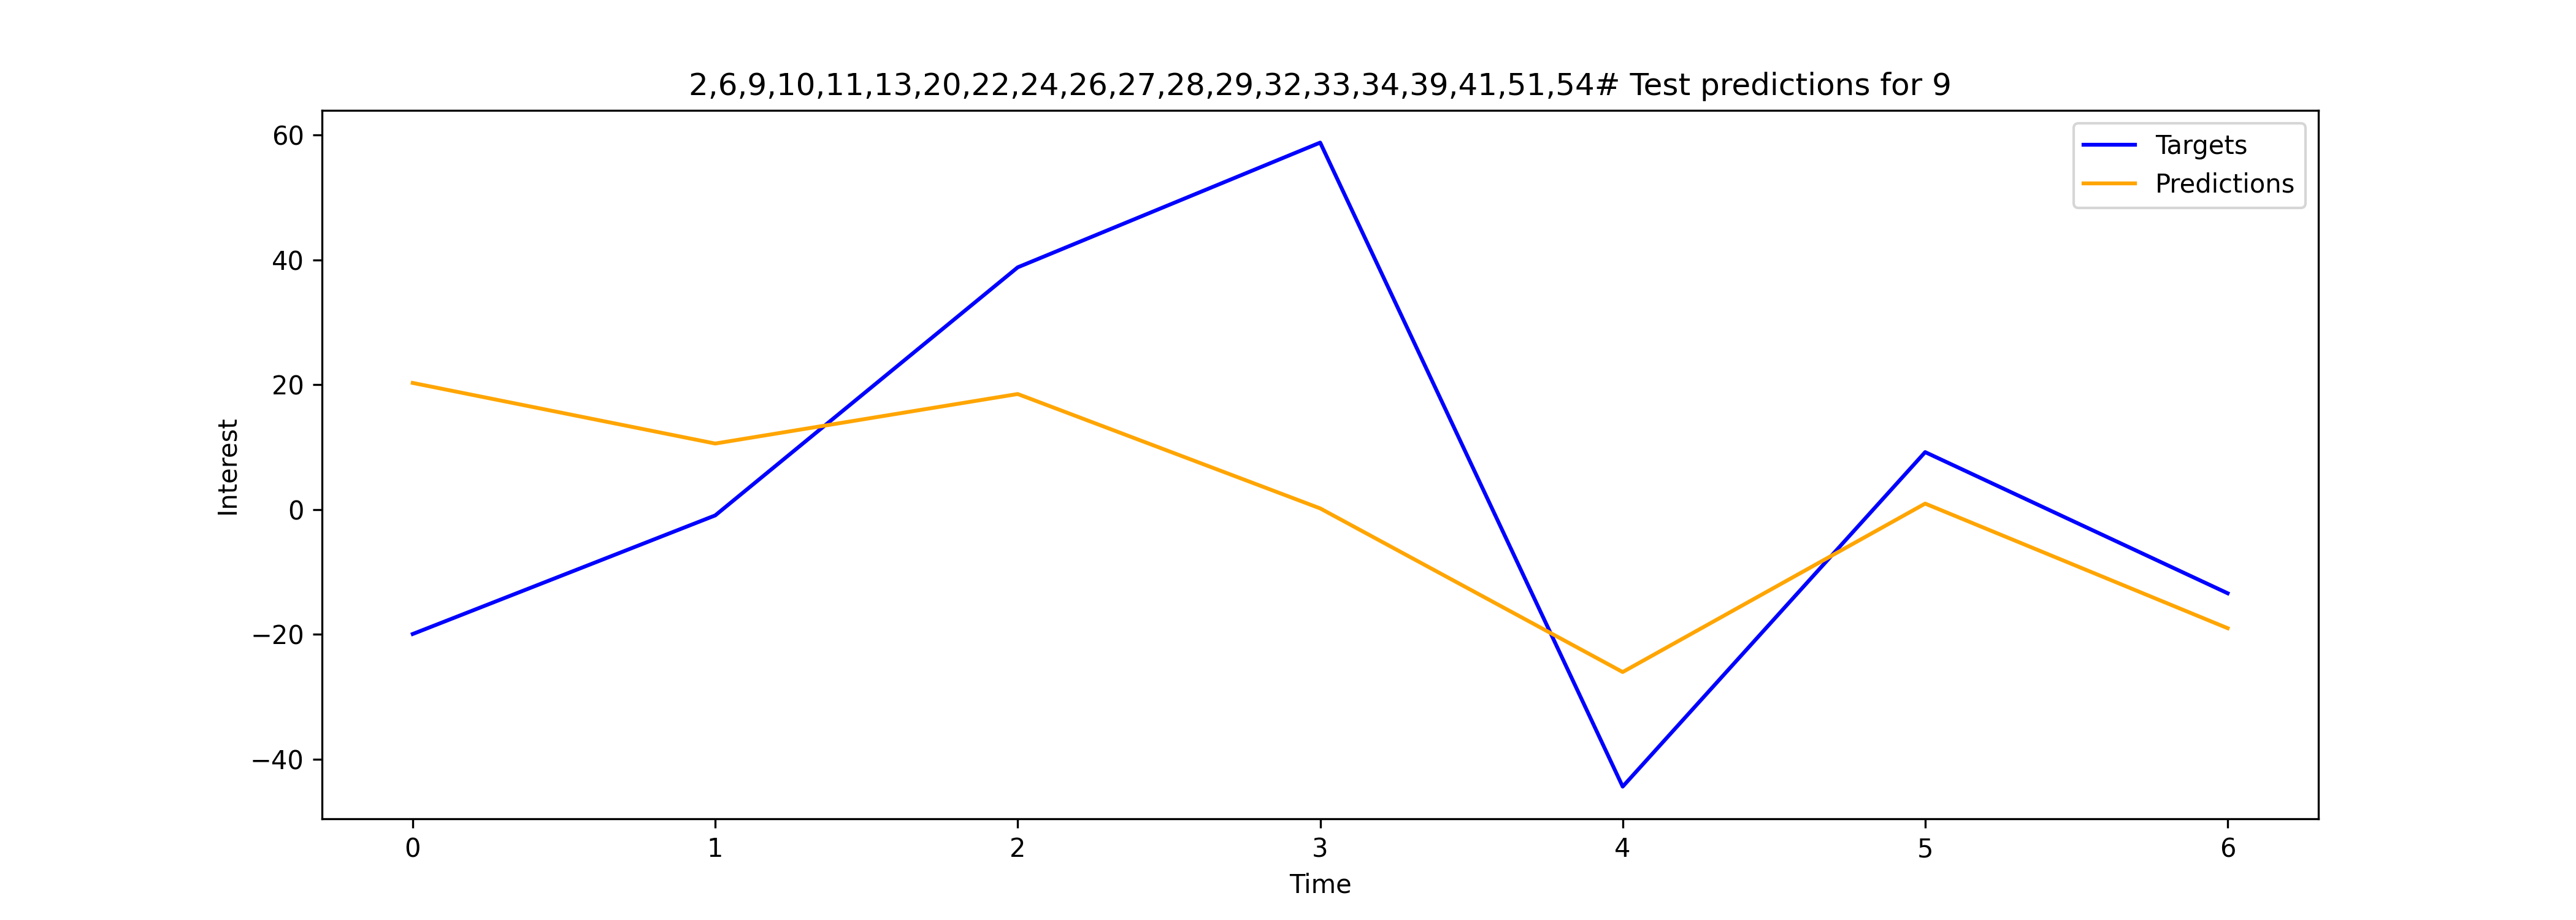 2,6,9,10,11,13,20,22,24,26,27,28,29,32,33,34,39,41,51,54# Test predictions for 9
Targets
Predictions
60
40
20
0
−20
−40
Interest
0 1 2 3 4 5 6
Time